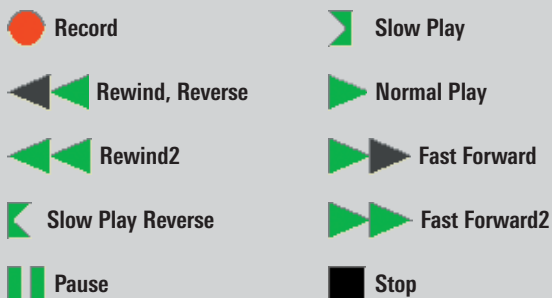 Record
Slow Play
Rewind, Reverse
Normal Play
Rewind2
Fast Forward
Slow Play Reverse
Fast Forward2
Pause
Stop